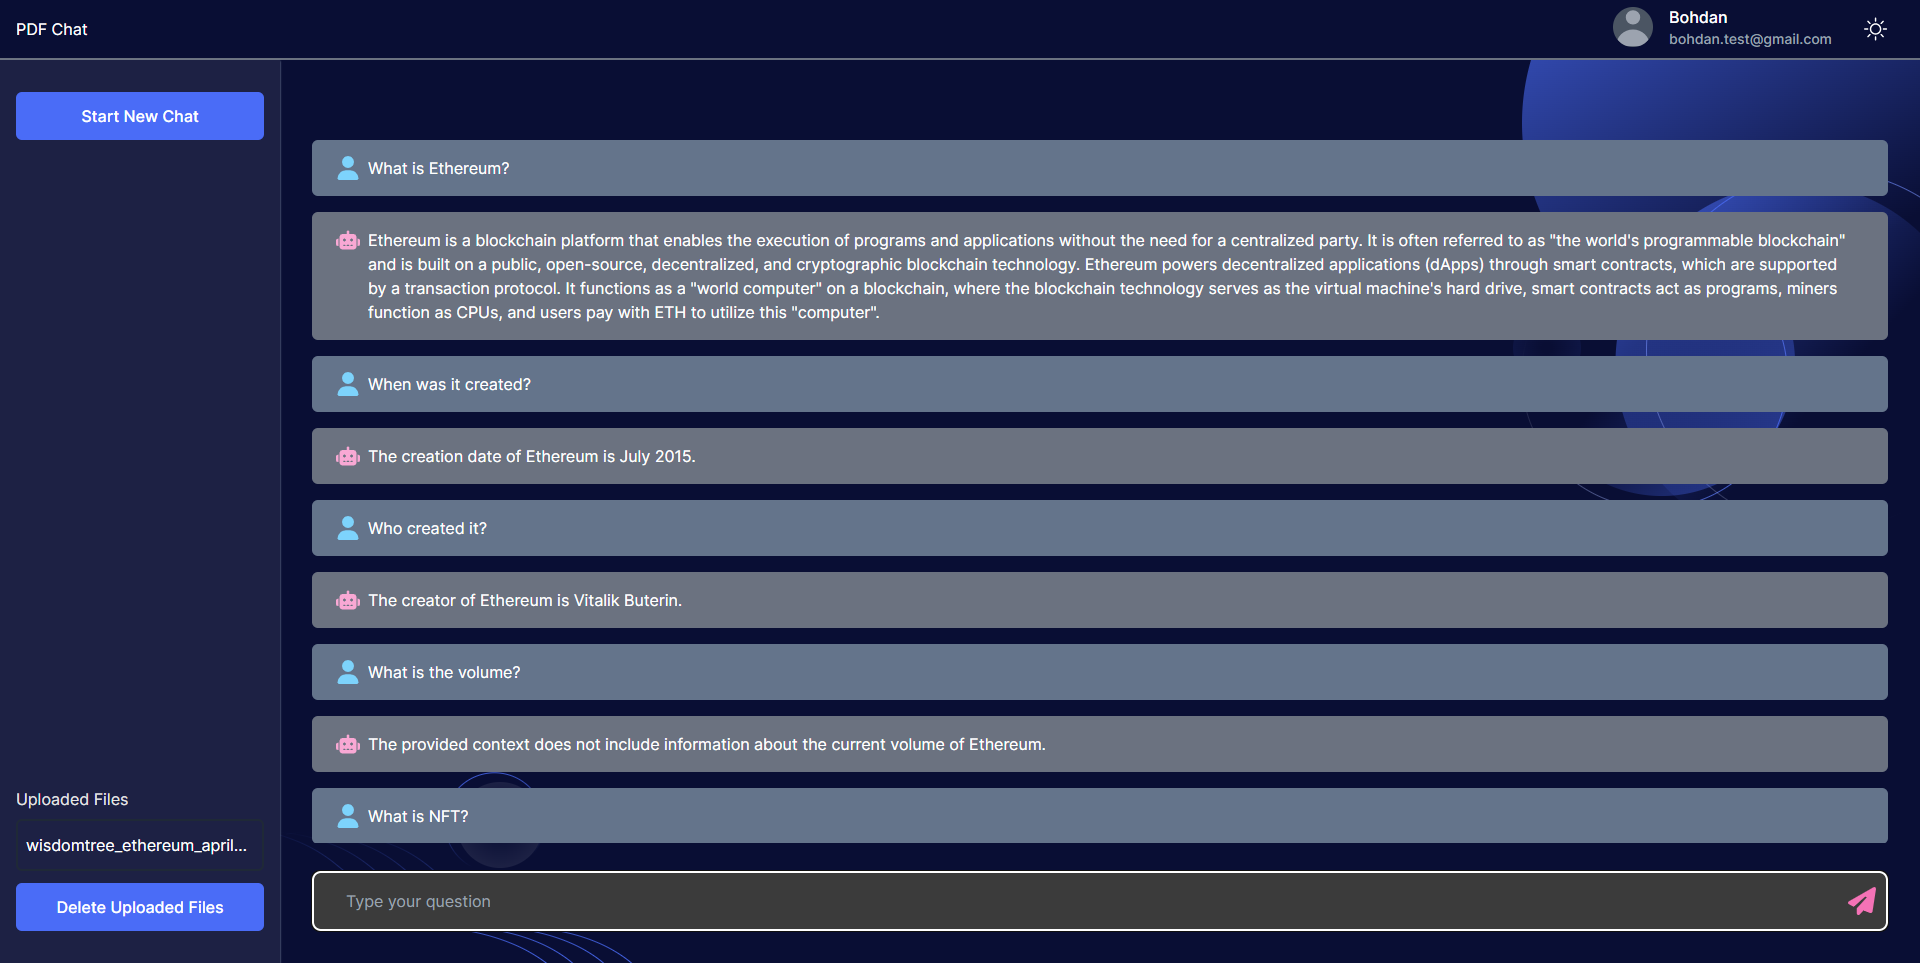 PDF Chat
Bohdan
bohdan.test@gmail.com
Start New Chat
What is Ethereum?
Ethereum is a blockchain platform that enables the execution of programs and applications without the need for a centralized party. It is often referred to as "the world's programmable blockchain"
and is built on a public, open-source, decentralized, and cryptographic blockchain technology. Ethereum powers decentralized applications (dApps) through smart contracts, which are supported
by a transaction protocol. It functions as a "world computer" on a blockchain, where the blockchain technology serves as the virtual machine's hard drive, smart contracts act as programs, miners
function as CPUs, and users pay with ETH to utilize this "computer".
When was it created?
The creation date of Ethereum is July 2015.
Who created it?
The creator of Ethereum is Vitalik Buterin.
What is the volume?
The provided context does not include information about the current volume of Ethereum.
What is NFT?
Uploaded Files
wisdomtree_ethereum_april...
Delete Uploaded Files
Type your question